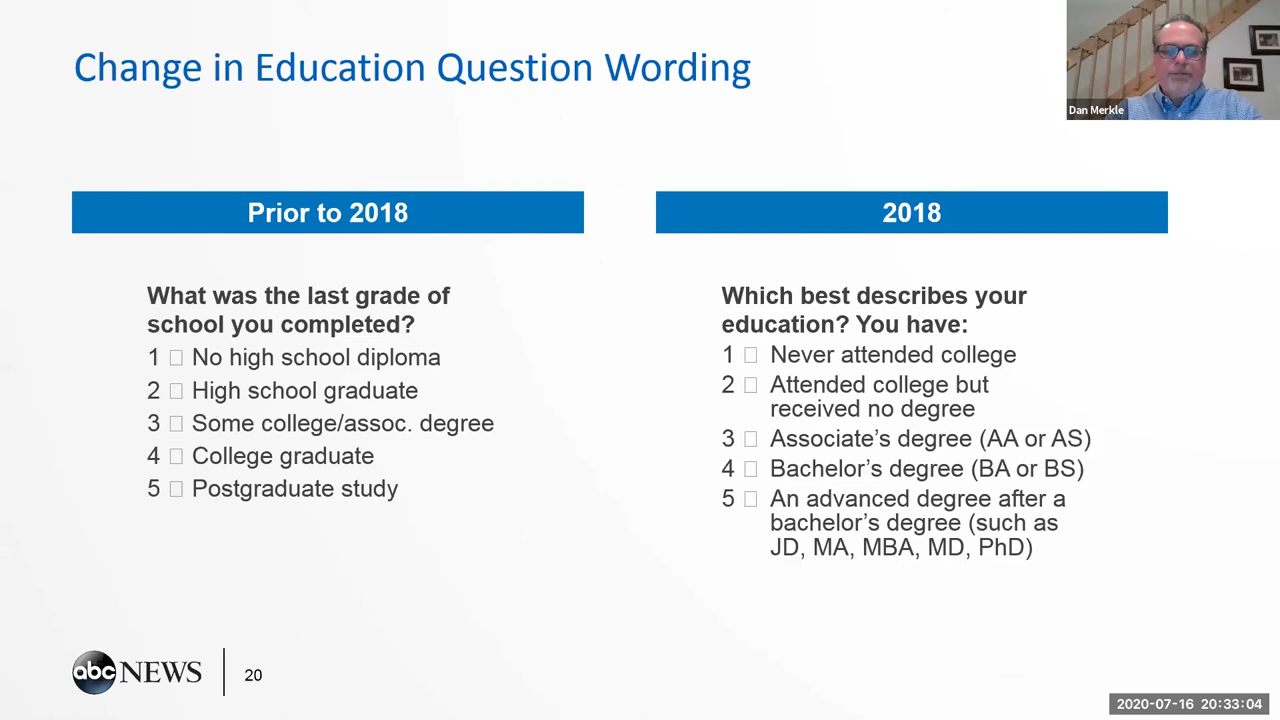 Change in Education Question Wording
Dan Merkle
Prior to 2018
What was the last grade of
school you completed?
1 □ No high school diploma
2 □ High school graduate
3 □ Some college/assoc. degree
4 □ College graduate
5 □ Postgraduate study
2018
Which best describes your
education? You have:
1 □ Never attended college
2 □ Attended college but
received no degree
3 □ Associate’s degree (AA or AS)
4 □ Bachelor’s degree (BA or BS)
5 □ An advanced degree after a
bachelor’s degree (such as
JD, MA, MBA, MD, PhD)
abc NEWS
20
2020-07-16 20:33:04